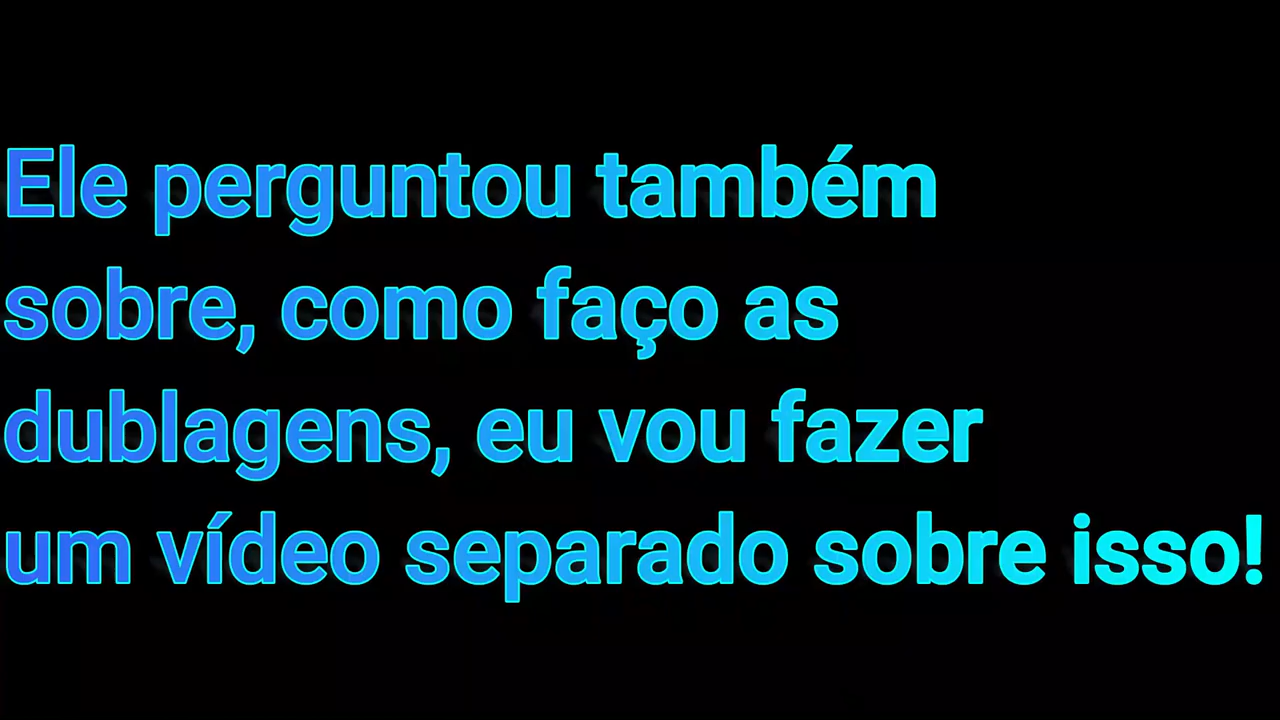 Ele perguntou também
sobre, como faço as
dublagens, eu vou fazer
um vídeo separado sobre isso!